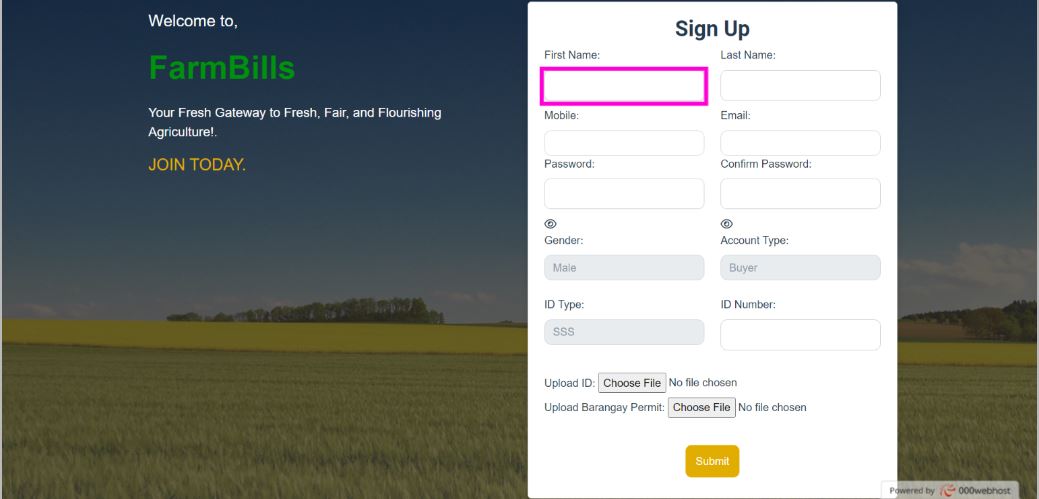 Welcome to,
FarmBills
Your Fresh Gateway to Fresh, Fair, and Flourishing
Agriculture!.
JOIN TODAY.
Sign Up
First Name:
Last Name:
Mobile:
Email:
Password:
Confirm Password:
Gender:
Account Type:
Male
Buyer
ID Type:
ID Number:
SSS
Upload ID: Choose File No file chosen
Upload Barangay Permit: Choose File No file chosen
Submit
Powered by 000webhost